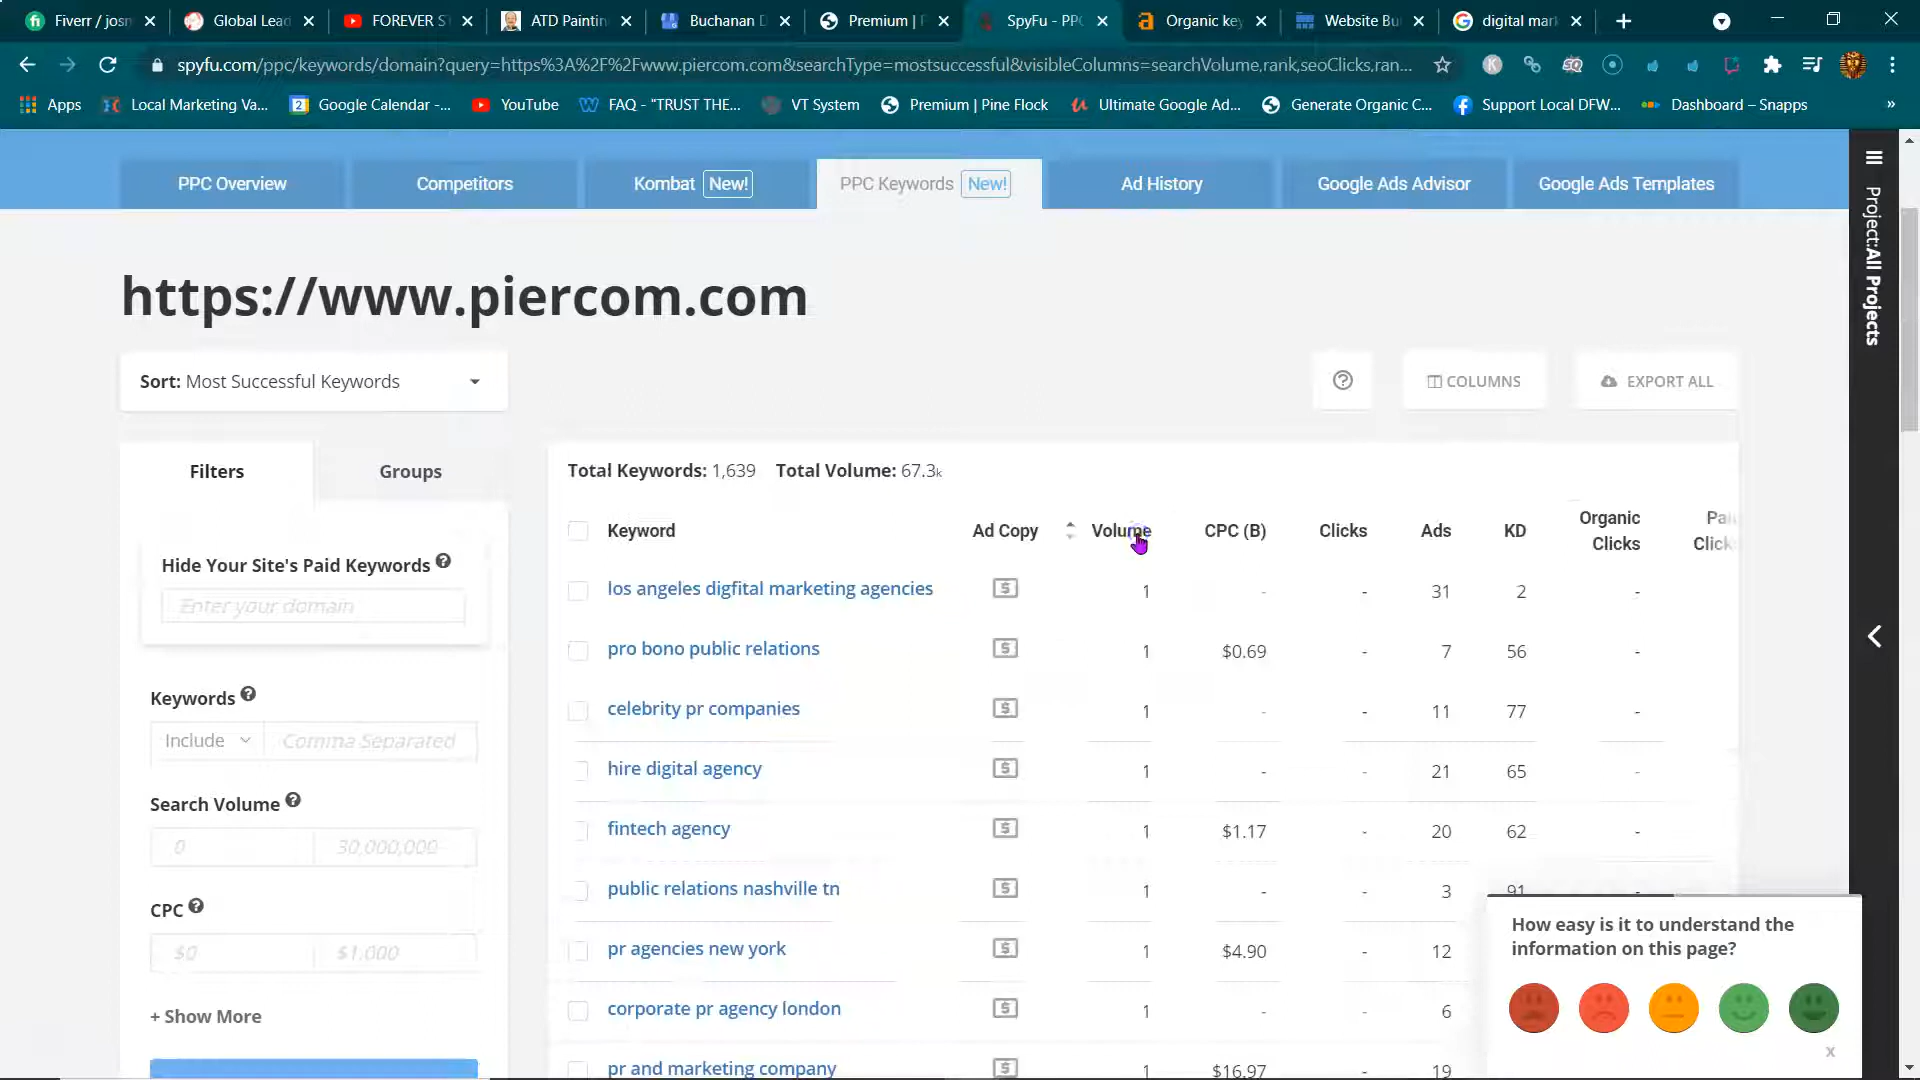 Fiverr / josm
Global Lead
FOREVER S
ATD Paintin
Buchanan D
Premium |
SpyFu - PPC
Organic key
Website Bui
digital mar
spyfu.com/ppc/keywords/domain?query=https%3A%2F%2Fwww.piercom.com&searchType=mostsuccessful&visibleColumns=searchVolume,rank,seoClicks,ran...
Apps
Local Marketing Va...
Google Calendar -...
YouTube
FAQ - "TRUST THE...
VT System
Premium | Pine Flock
Ultimate Google Ad...
Generate Organic C...
Support Local DFW...
Dashboard – Snapps
»
PPC Overview
Competitors
Kombat New!
PPC Keywords New!
Ad History
Google Ads Advisor
Google Ads Templates
Project:All Projects
https://www.piercom.com
Sort: Most Successful Keywords
COLUMNS
EXPORT ALL
Filters
Groups
Hide Your Site's Paid Keywords
Enter your domain
Keywords
Include
Comma Separated
Search Volume
0
30,000,000
CPC
$0
$1,000
+ Show More
Total Keywords: 1,639 Total Volume: 67.3k
Keyword Ad Copy Volume CPC (B) Clicks Ads KD Organic Clicks Pai Click
los angeles digfital marketing agencies 1 - - 31 2 -
pro bono public relations 1 $0.69 - 7 56 -
celebrity pr companies 1 - - 11 77 -
hire digital agency 1 - - 21 65 -
fintech agency 1 $1.17 - 20 62 -
public relations nashville tn 1 - - 3 91 -
pr agencies new york 1 $4.90 - 12
corporate pr agency london 1 - - 6
pr and marketing company 1 $16.97 - 19
How easy is it to understand the
information on this page?
x